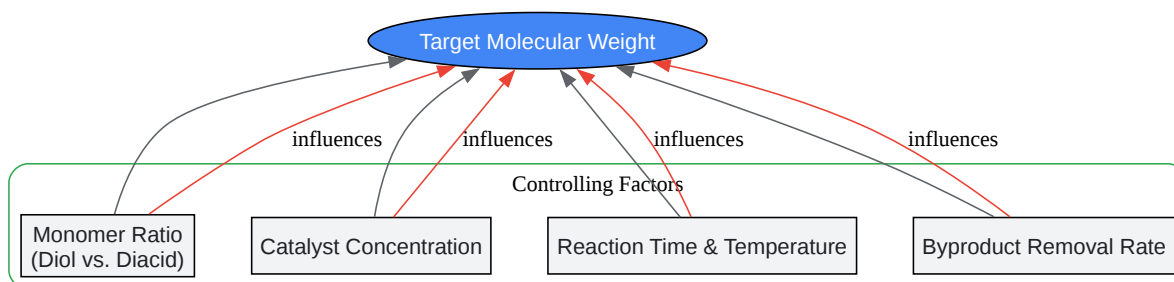 Target Molecular Weight
influences
influences
influences
influences
Controlling Factors
Monomer Ratio
(Diol vs. Diacid)
Catalyst Concentration
Reaction Time & Temperature
Byproduct Removal Rate